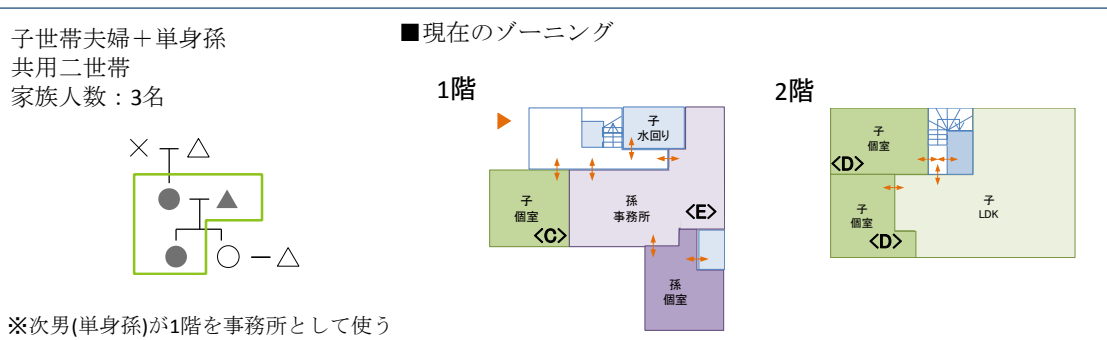 子世帯夫婦＋単身孫
共用二世帯
家族人数：3名
※次男(単身孫)が1階を事務所として使う
■現在のゾーニング
1階
子
水回り
子
個室
<C>
孫
事務所
<E>
孫
個室
2階
子
個室
<D>
子
個室
<D>
子
LDK